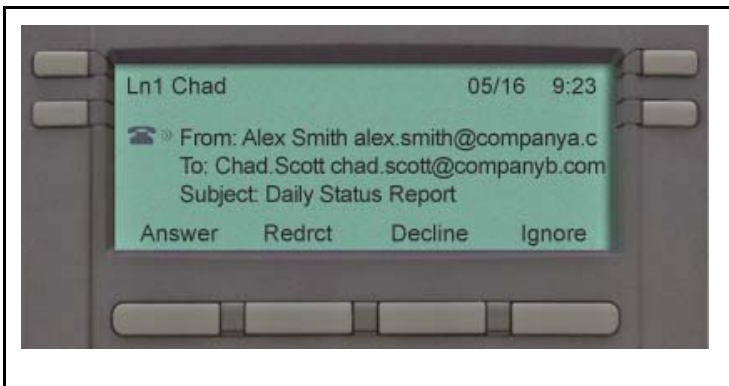 Ln1 Chad 05/16 9:23
From: Alex Smith alex.smith@companya.c
To: Chad.Scott chad.scott@companyb.com
Subject: Daily Status Report
Answer Redrct Decline Ignore